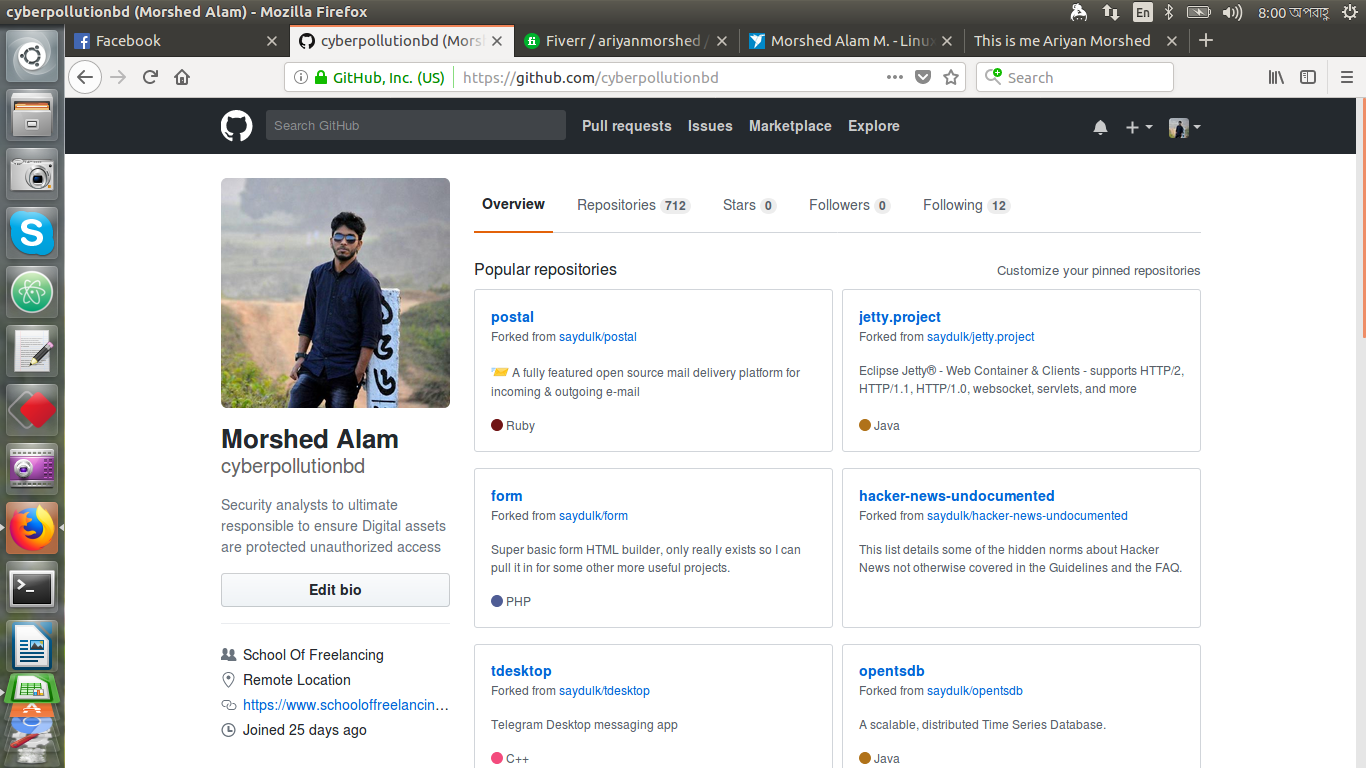 cyberpollutionbd (Morshed Alam) - Mozilla Firefox
En
8:00 অপরাহ্ণ
Facebook
cyberpollutionbd (Mors
Fiverr / ariyanmorshed /
Morshed Alam M. - Linux
This is me Ariyan Morshed
GitHub, Inc. (US)
https://github.com/cyberpollutionbd
Search
Search GitHub
Pull requests
Issues
Marketplace
Explore
Overview
Repositories 712
Stars 0
Followers 0
Following 12
Popular repositories
Customize your pinned repositories
postal
Forked from saydulk/postal
A fully featured open source mail delivery platform for
incoming & outgoing e-mail
Ruby
jetty.project
Forked from saydulk/jetty.project
Eclipse Jetty® - Web Container & Clients - supports HTTP/2,
HTTP/1.1, HTTP/1.0, websocket, servlets, and more
Java
form
Forked from saydulk/form
Super basic form HTML builder, only really exists so I can
pull it in for some other more useful projects.
PHP
hacker-news-undocumented
Forked from saydulk/hacker-news-undocumented
This list details some of the hidden norms about Hacker
News not otherwise covered in the Guidelines and the FAQ.
tdesktop
Forked from saydulk/tdesktop
Telegram Desktop messaging app
C++
opentsdb
Forked from saydulk/opentsdb
A scalable, distributed Time Series Database.
Java
Morshed Alam
cyberpollutionbd
Security analysts to ultimate
responsible to ensure Digital assets
are protected unauthorized access
Edit bio
School Of Freelancing
Remote Location
https://www.schooloffreelancin…
Joined 25 days ago